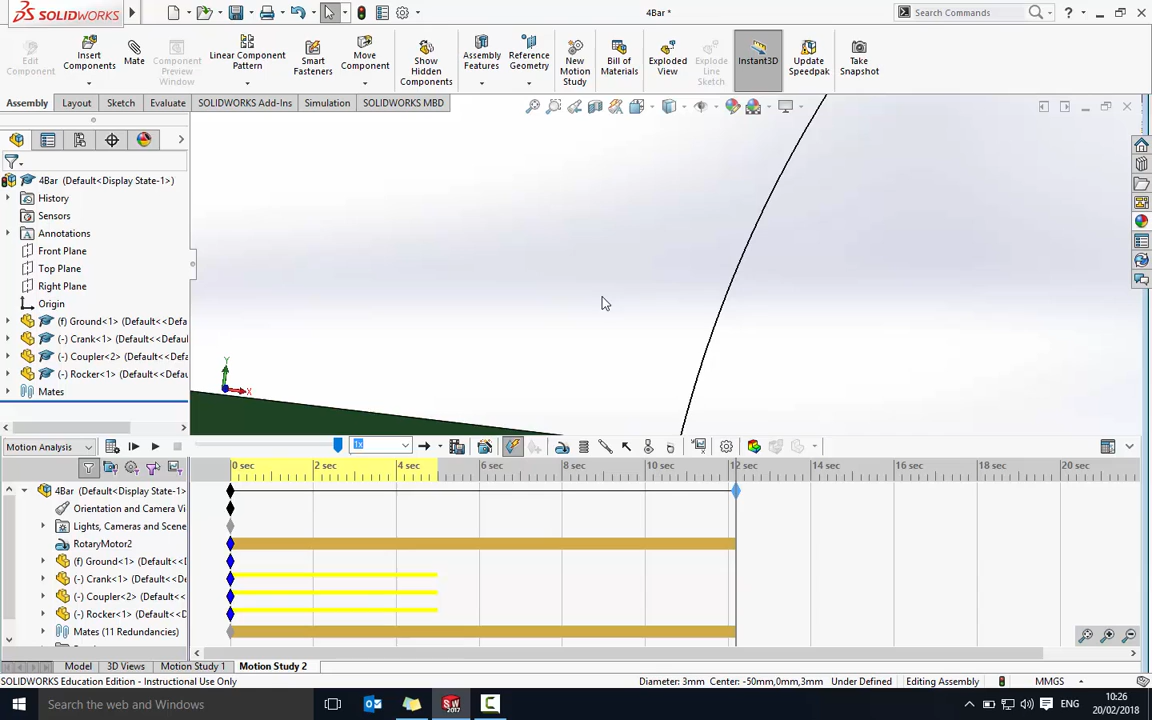 SOLIDWORKS
4Bar *
Search Commands
Edit Component
Insert Components
Mate
Component Preview Window
Linear Component Pattern
Smart Fasteners
Move Component
Show Hidden Components
Assembly Features
Reference Geometry
New Motion Study
Bill of Materials
Exploded View
Explode Line Sketch
Instant3D
Update Speedpak
Take Snapshot
Assembly Layout Sketch Evaluate SOLIDWORKS Add-Ins Simulation SOLIDWORKS MBD
4Bar (Default<Display State-1>)
History
Sensors
Annotations
Front Plane
Top Plane
Right Plane
Origin
(f) Ground<1> (Default<<Defa
(-) Crank<1> (Default<<Defau
(-) Coupler<2> (Default<<Defa
(-) Rocker<1> (Default<<Defa
Mates
Y
X
Motion Analysis
1x
0 sec 2 sec 4 sec 6 sec 8 sec 10 sec 12 sec 14 sec 16 sec 18 sec 20 sec
4Bar (Default<Display State-1>
Orientation and Camera Vi
Lights, Cameras and Scene
RotaryMotor2
(f) Ground<1> (Default<<D
(-) Crank<1> (Default<<De
(-) Coupler<2> (Default<<
(-) Rocker<1> (Default<<D
Mates (11 Redundancies)
Model 3D Views Motion Study 1 Motion Study 2
SOLIDWORKS Education Edition - Instructional Use Only
Diameter: 3mm Center: -50mm,0mm,3mm Under Defined Editing Assembly MMGS
Search the web and Windows
SW
2017
ENG
10:26
20/02/2018